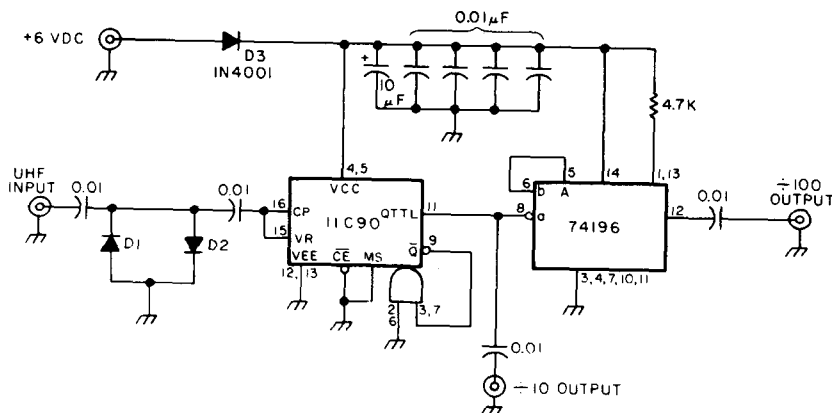 0.01µF
+6 VDC
D3
1N4001
+
10
µF
4.7K
UHF
INPUT
0.01
0.01
D1
D2
4,5
VCC
16
CP
15
VR
11C90
QTTL
11
Q̅
9
VEE
C̅E̅
MS
12, 13
2
6
3, 7
5
14
1, 13
6
b
A
8
a
74196
12
0.01
÷100
OUTPUT
3, 4, 7, 10, 11
0.01
÷10 OUTPUT